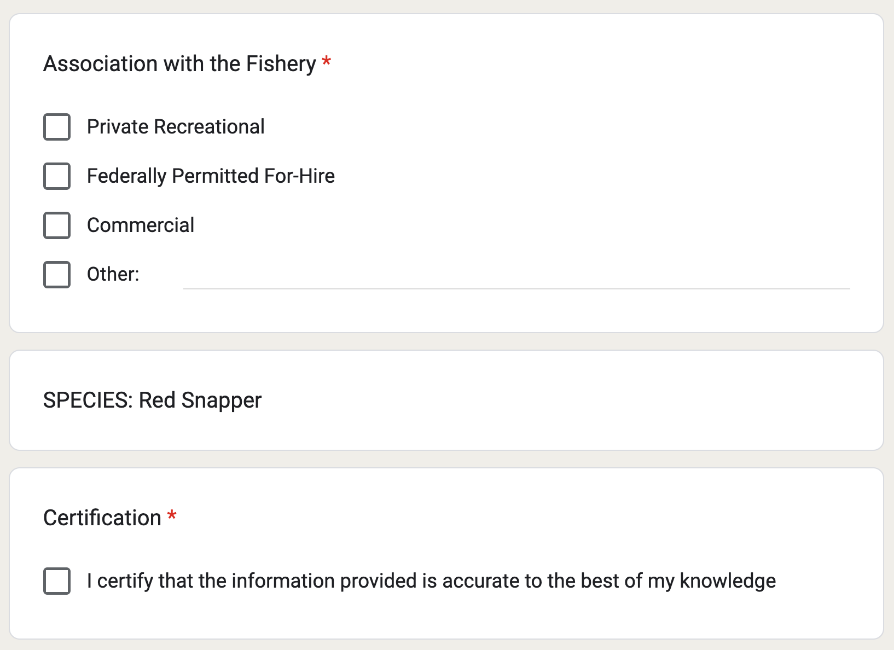 Association with the Fishery *
Private Recreational
Federally Permitted For-Hire
Commercial
Other:
SPECIES: Red Snapper
Certification *
I certify that the information provided is accurate to the best of my knowledge